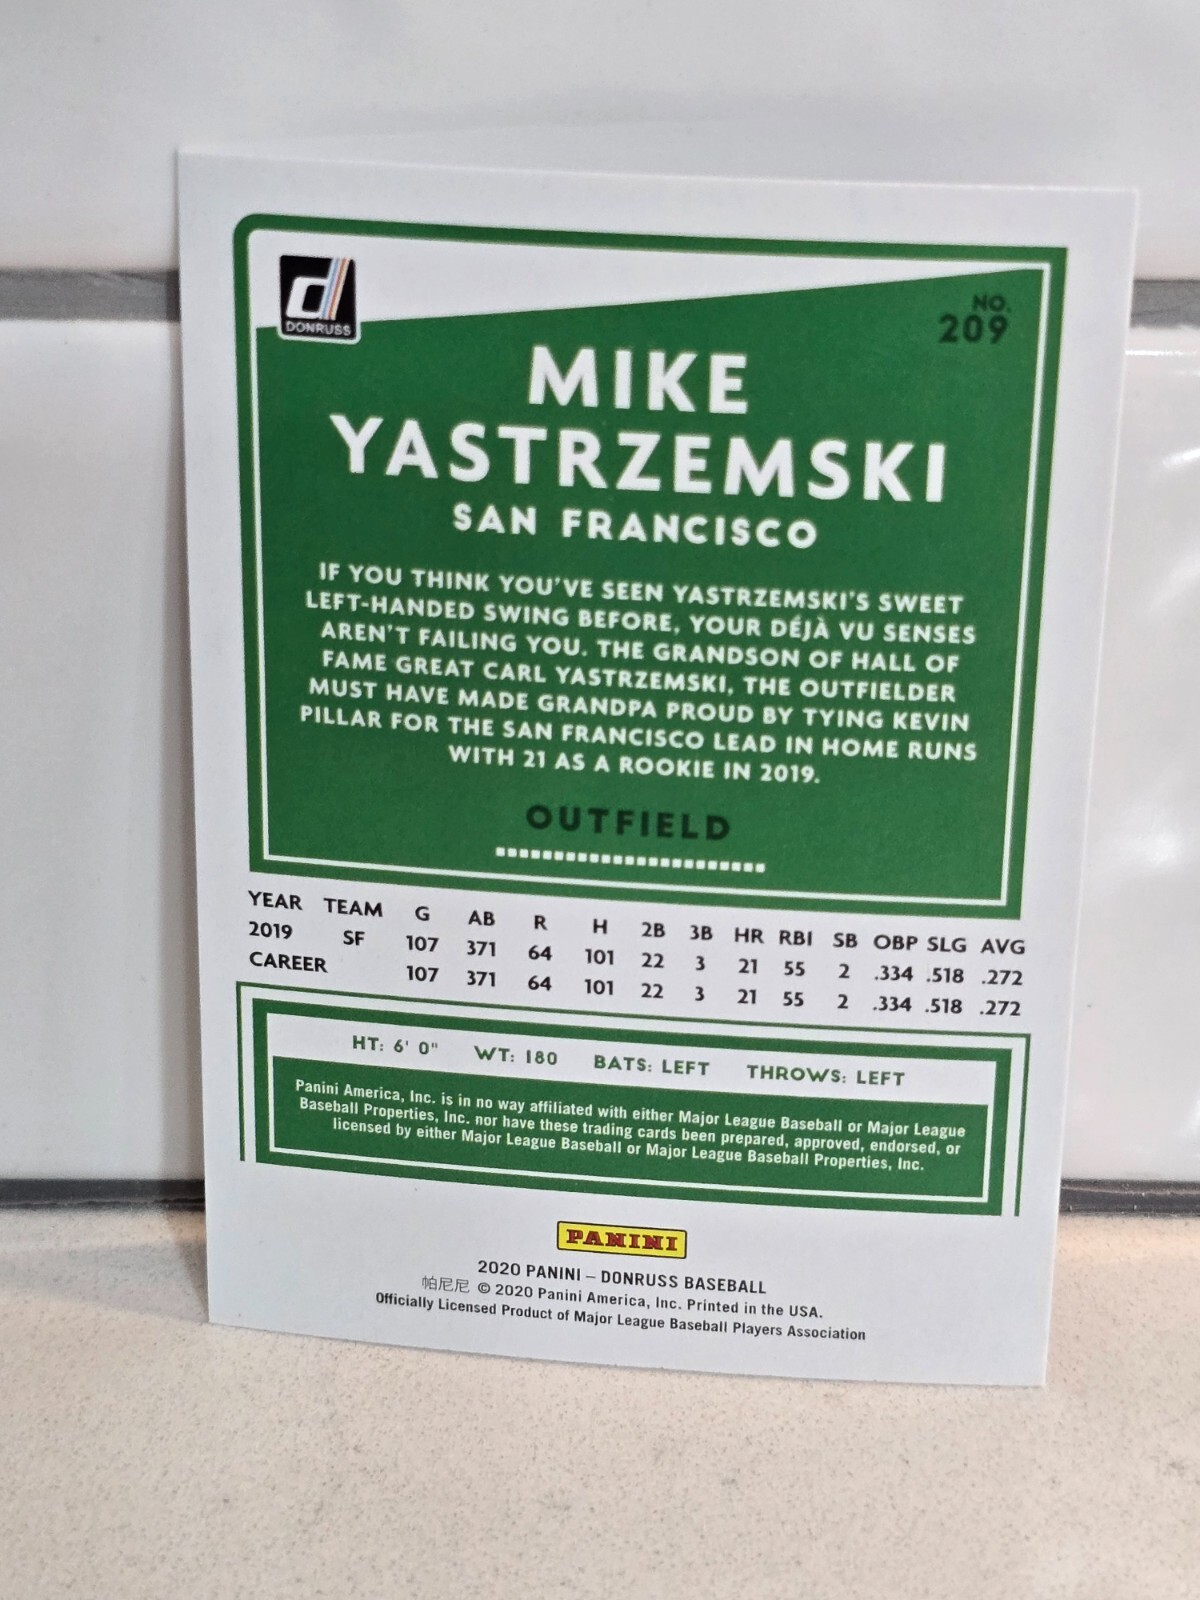 DONRUSS
NO.
209
MIKE
YASTRZEMSKI
SAN FRANCISCO
IF YOU THINK YOU'VE SEEN YASTRZEMSKI'S SWEET
LEFT-HANDED SWING BEFORE, YOUR DÉJÀ VU SENSES
AREN'T FAILING YOU. THE GRANDSON OF HALL OF
FAME GREAT CARL YASTRZEMSKI, THE OUTFIELDER
MUST HAVE MADE GRANDPA PROUD BY TYING KEVIN
PILLAR FOR THE SAN FRANCISCO LEAD IN HOME RUNS
WITH 21 AS A ROOKIE IN 2019.
OUTFIELD
YEAR TEAM G AB R H 2B 3B HR RBI SB OBP SLG AVG
2019 SF 107 371 64 101 22 3 21 55 2 .334 .518 .272
CAREER 107 371 64 101 22 3 21 55 2 .334 .518 .272
HT: 6' 0" WT: 180 BATS: LEFT THROWS: LEFT
Panini America, Inc. is in no way affiliated with either Major League Baseball or Major League
Baseball Properties, Inc. nor have these trading cards been prepared, approved, endorsed, or
licensed by either Major League Baseball or Major League Baseball Properties, Inc.
PANINI
2020 PANINI – DONRUSS BASEBALL
帕尼尼 © 2020 Panini America, Inc. Printed in the USA.
Officially Licensed Product of Major League Baseball Players Association